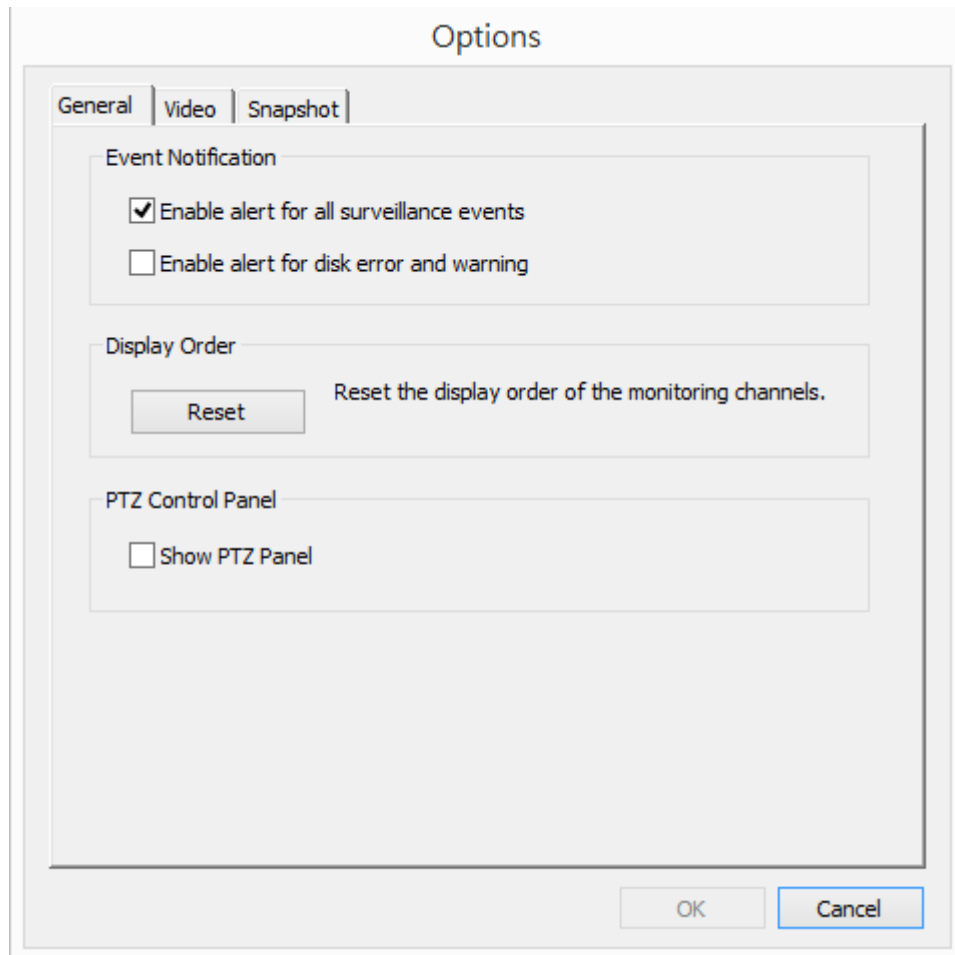 Options
General
Video
Snapshot
Event Notification
Enable alert for all surveillance events
Enable alert for disk error and warning
Display Order
Reset
Reset the display order of the monitoring channels.
PTZ Control Panel
Show PTZ Panel
OK
Cancel